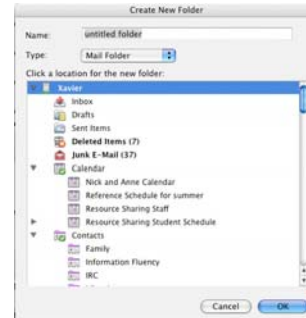 Create New Folder
Name: untitled folder
Type: Mail Folder
Click a location for the new folder:
Xavier
Inbox
Drafts
Sent Items
Deleted Items (7)
Junk E-Mail (37)
Calendar
Nick and Anne Calendar
Reference Schedule for summer
Resource Sharing Staff
Resource Sharing Student Schedule
Contacts
Family
Information Fluency
IRC
Cancel OK